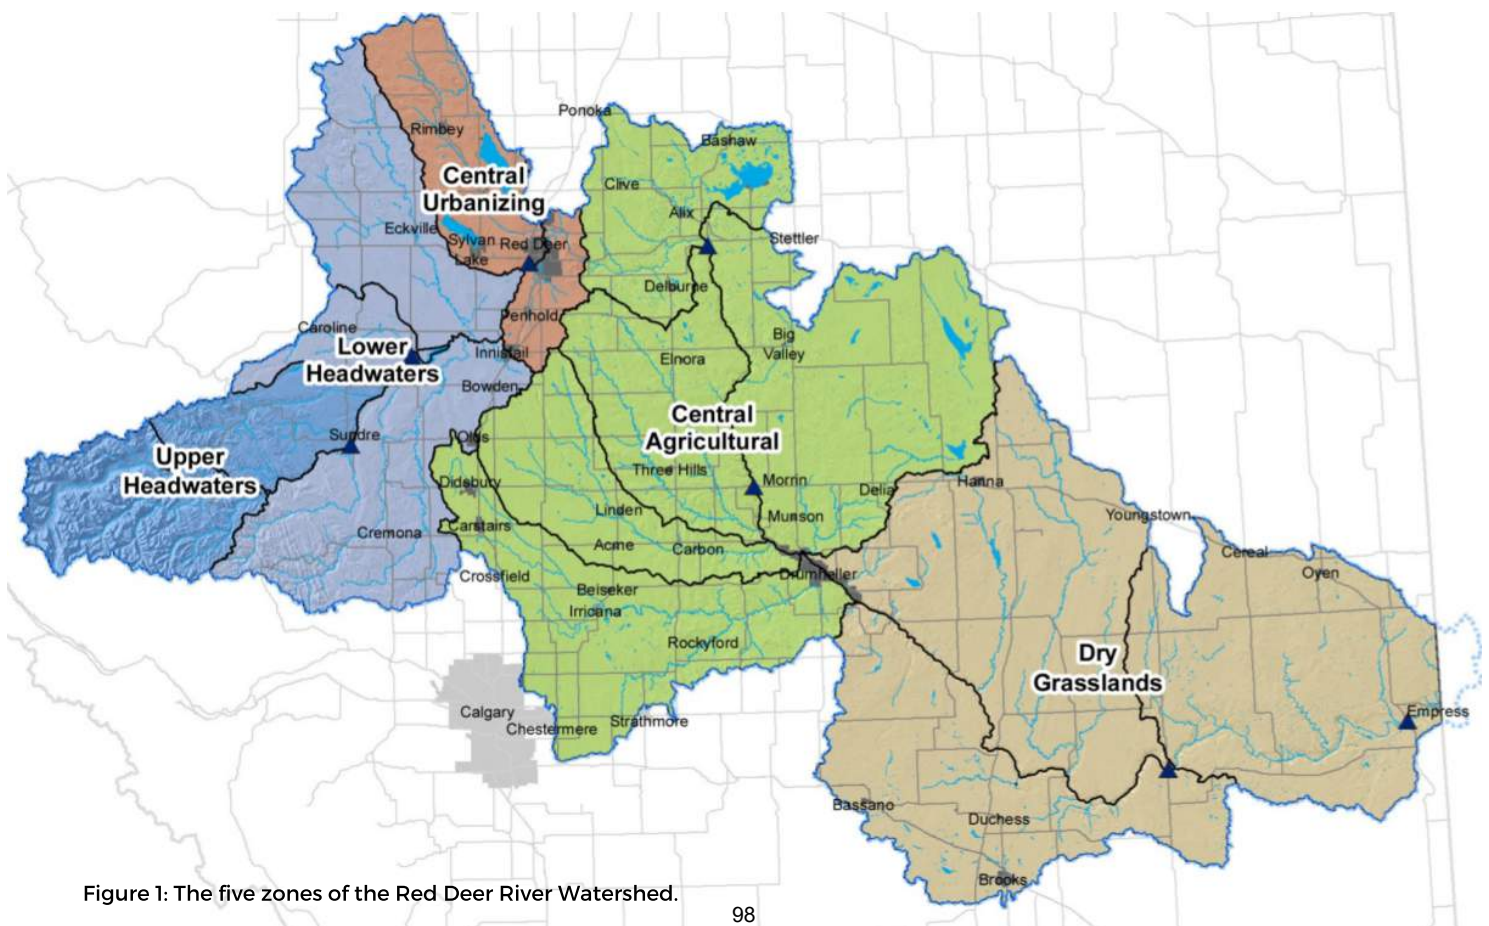 Ponoka
Rimbey
Bashaw
Central
Urbanizing
Clive
Alix
Eckville
Sylvan
Lake
Red Deer
Stettler
Delburne
Penhold
Caroline
Lower
Headwaters
Innisfail
Elnora
Big
Valley
Bowden
Central
Agricultural
Sundre
Olds
Upper
Headwaters
Three Hills
Didsbury
Morrin
Delia
Hanna
Linden
Munson
Youngstown
Carstairs
Cremona
Acme
Carbon
Cereal
Crossfield
Drumheller
Oyen
Beiseker
Irricana
Rockyford
Dry
Grasslands
Calgary
Chestermere
Strathmore
Empress
Bassano
Duchess
Brooks
Figure 1: The five zones of the Red Deer River Watershed.
98